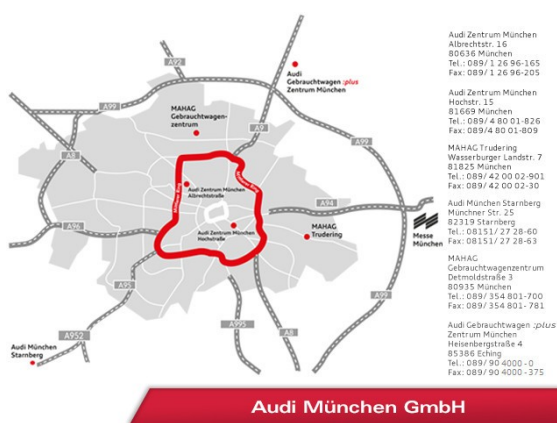 A92
A99
A8
A9
A99
Audi
Gebrauchtwagen :plus
Zentrum München
MAHAG
Gebrauchtwagen-
zentrum
Mittlerer Ring
Mittlerer Ring
Audi Zentrum München
Albrechtstraße
Audi Zentrum München
Hochstraße
A94
MAHAG
Trudering
Messe
München
A96
A95
A99
A995
A8
A952
Audi München
Starnberg
Audi Zentrum München
Albrechtstr. 16
80636 München
Tel.: 089/ 1 26 96-165
Fax: 089/ 1 26 96-205
Audi Zentrum München
Hochstr. 15
81669 München
Tel.: 089/ 4 80 01-826
Fax: 089/4 80 01-809
MAHAG Trudering
Wasserburger Landstr. 7
81825 München
Tel.: 089/ 42 00 02-901
Fax: 089/ 42 00 02-30
Audi München Starnberg
Münchner Str. 25
82319 Starnberg
Tel.: 08151/ 27 28-60
Fax: 08151/ 27 28-63
MAHAG
Gebrauchtwagenzentrum
Detmoldstraße 3
80935 München
Tel.: 089/ 354 801-700
Fax: 089/ 354 801-781
Audi Gebrauchtwagen :plus
Zentrum München
Heisenbergstraße 4
85386 Eching
Tel.: 089/ 90 4000 - 0
Fax: 089/ 90 4000 - 375
Audi München GmbH